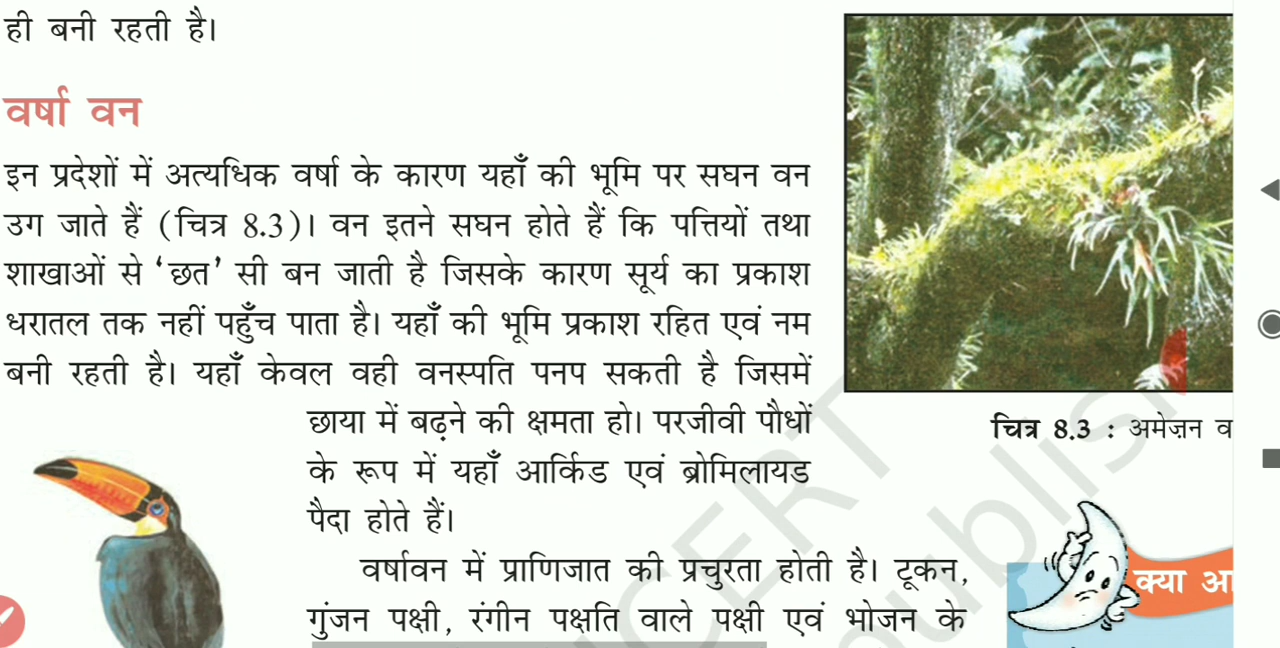 ही बनी रहती है।
वर्षा वन
इन प्रदेशों में अत्यधिक वर्षा के कारण यहाँ की भूमि पर सघन वन
उग जाते हैं (चित्र 8.3)। वन इतने सघन होते हैं कि पत्तियों तथा
शाखाओं से ‘छत’ सी बन जाती है जिसके कारण सूर्य का प्रकाश
धरातल तक नहीं पहुँच पाता है। यहाँ की भूमि प्रकाश रहित एवं नम
बनी रहती है। यहाँ केवल वही वनस्पति पनप सकती है जिसमें
छाया में बढ़ने की क्षमता हो। परजीवी पौधों
के रूप में यहाँ आर्किड एवं ब्रोमिलायड
पैदा होते हैं।
वर्षावन में प्राणिजात की प्रचुरता होती है। टूकन,
गुंजन पक्षी, रंगीन पक्षति वाले पक्षी एवं भोजन के
चित्र 8.3 : अमेज़न व
क्या आ